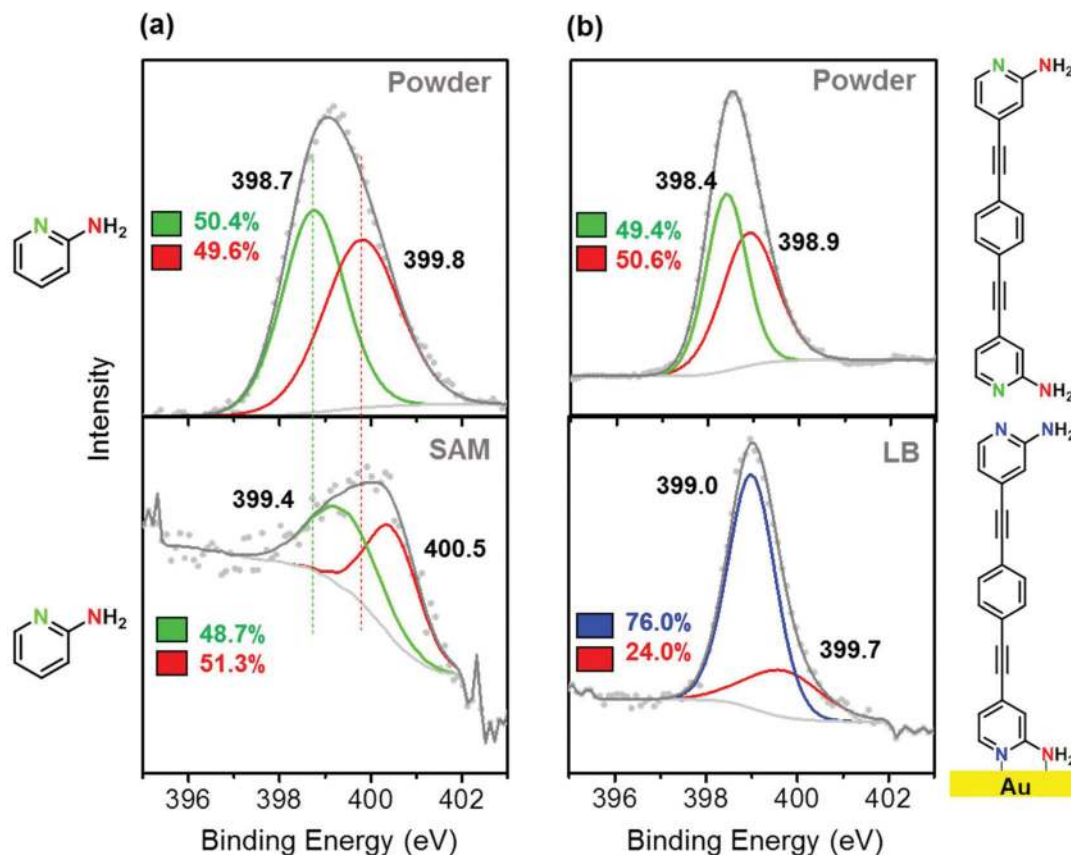 (a)
(b)
Powder
398.7
50.4%
49.6%
399.8
Powder
398.4
49.4%
50.6%
398.9
N
NH2
N
NH2
N
NH2
Intensity
SAM
399.4
400.5
48.7%
51.3%
LB
399.0
76.0%
24.0%
399.7
N
NH2
N
NH2
N
NH2
Au
396 398 400 402
396 398 400 402
Binding Energy (eV)
Binding Energy (eV)